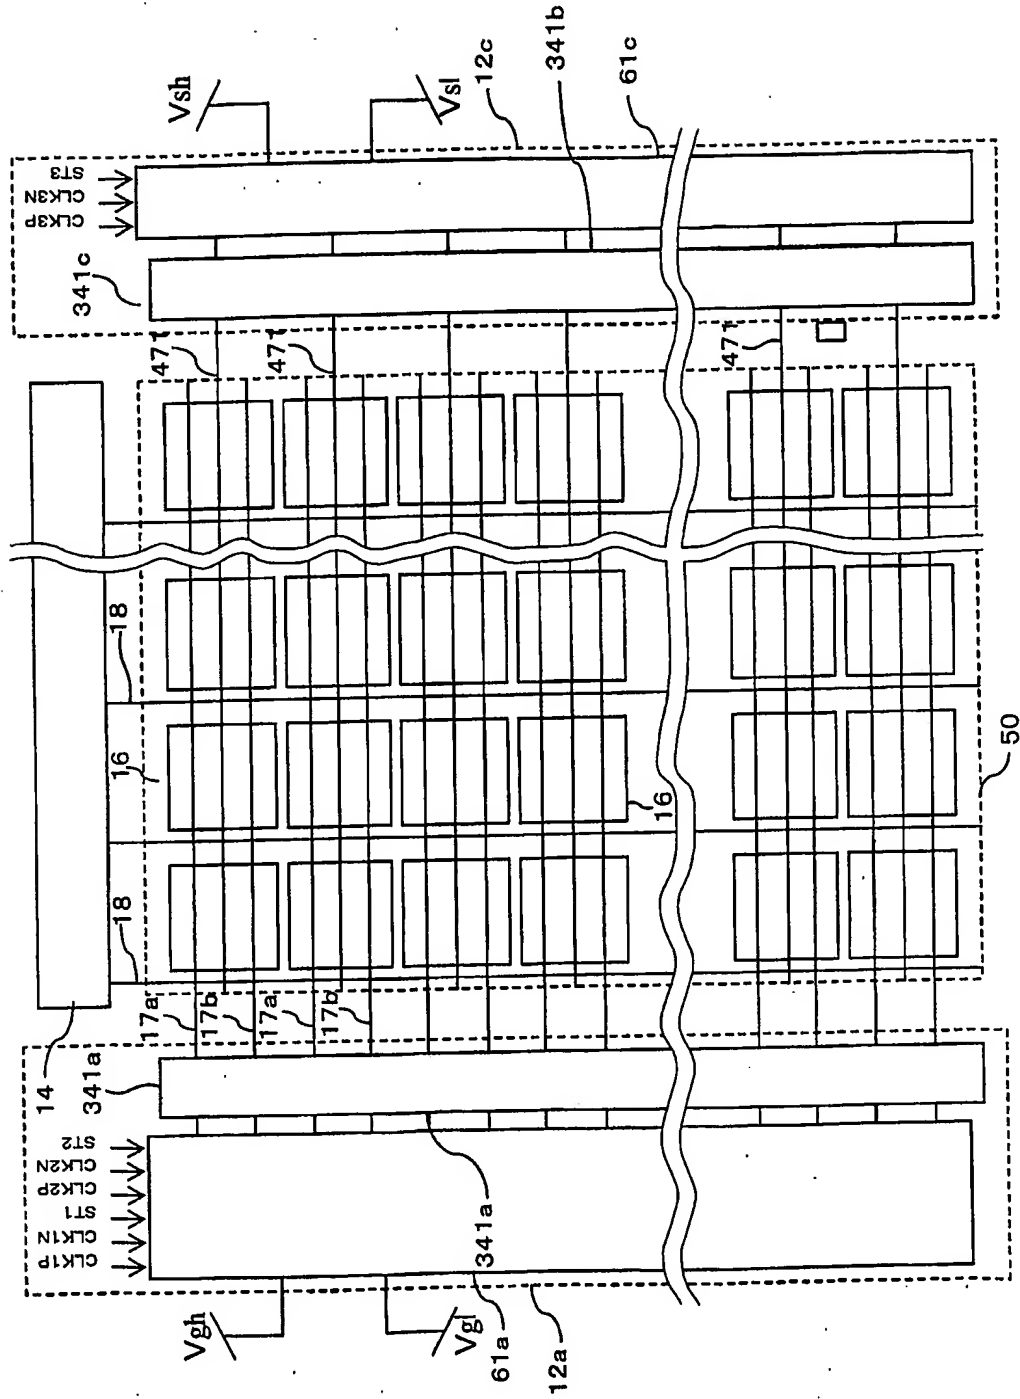 Vgh
Vgl
61a
12a
CLK1P
CLK1N
ST1
CLK2P
CLK2N
ST2
341a
341a
14
17a
17b
17a
17b
18
18
16
16
50
471
471
471
341c
CLK3P
CLK3N
ST3
Vsh
Vsl
12c
341b
61c